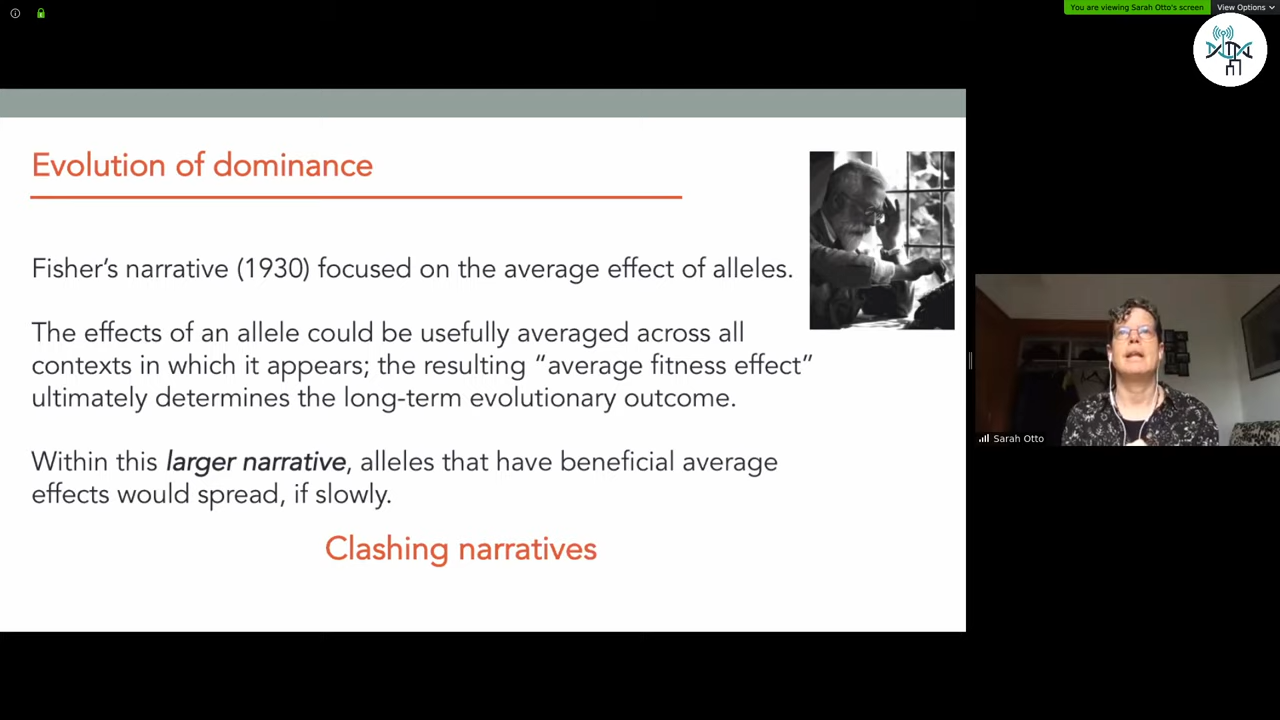 You are viewing Sarah Otto's screen
View Options
Evolution of dominance
Fisher’s narrative (1930) focused on the average effect of alleles.
The effects of an allele could be usefully averaged across all
contexts in which it appears; the resulting “average fitness effect”
ultimately determines the long-term evolutionary outcome.
Within this larger narrative, alleles that have beneficial average
effects would spread, if slowly.
Clashing narratives
Sarah Otto